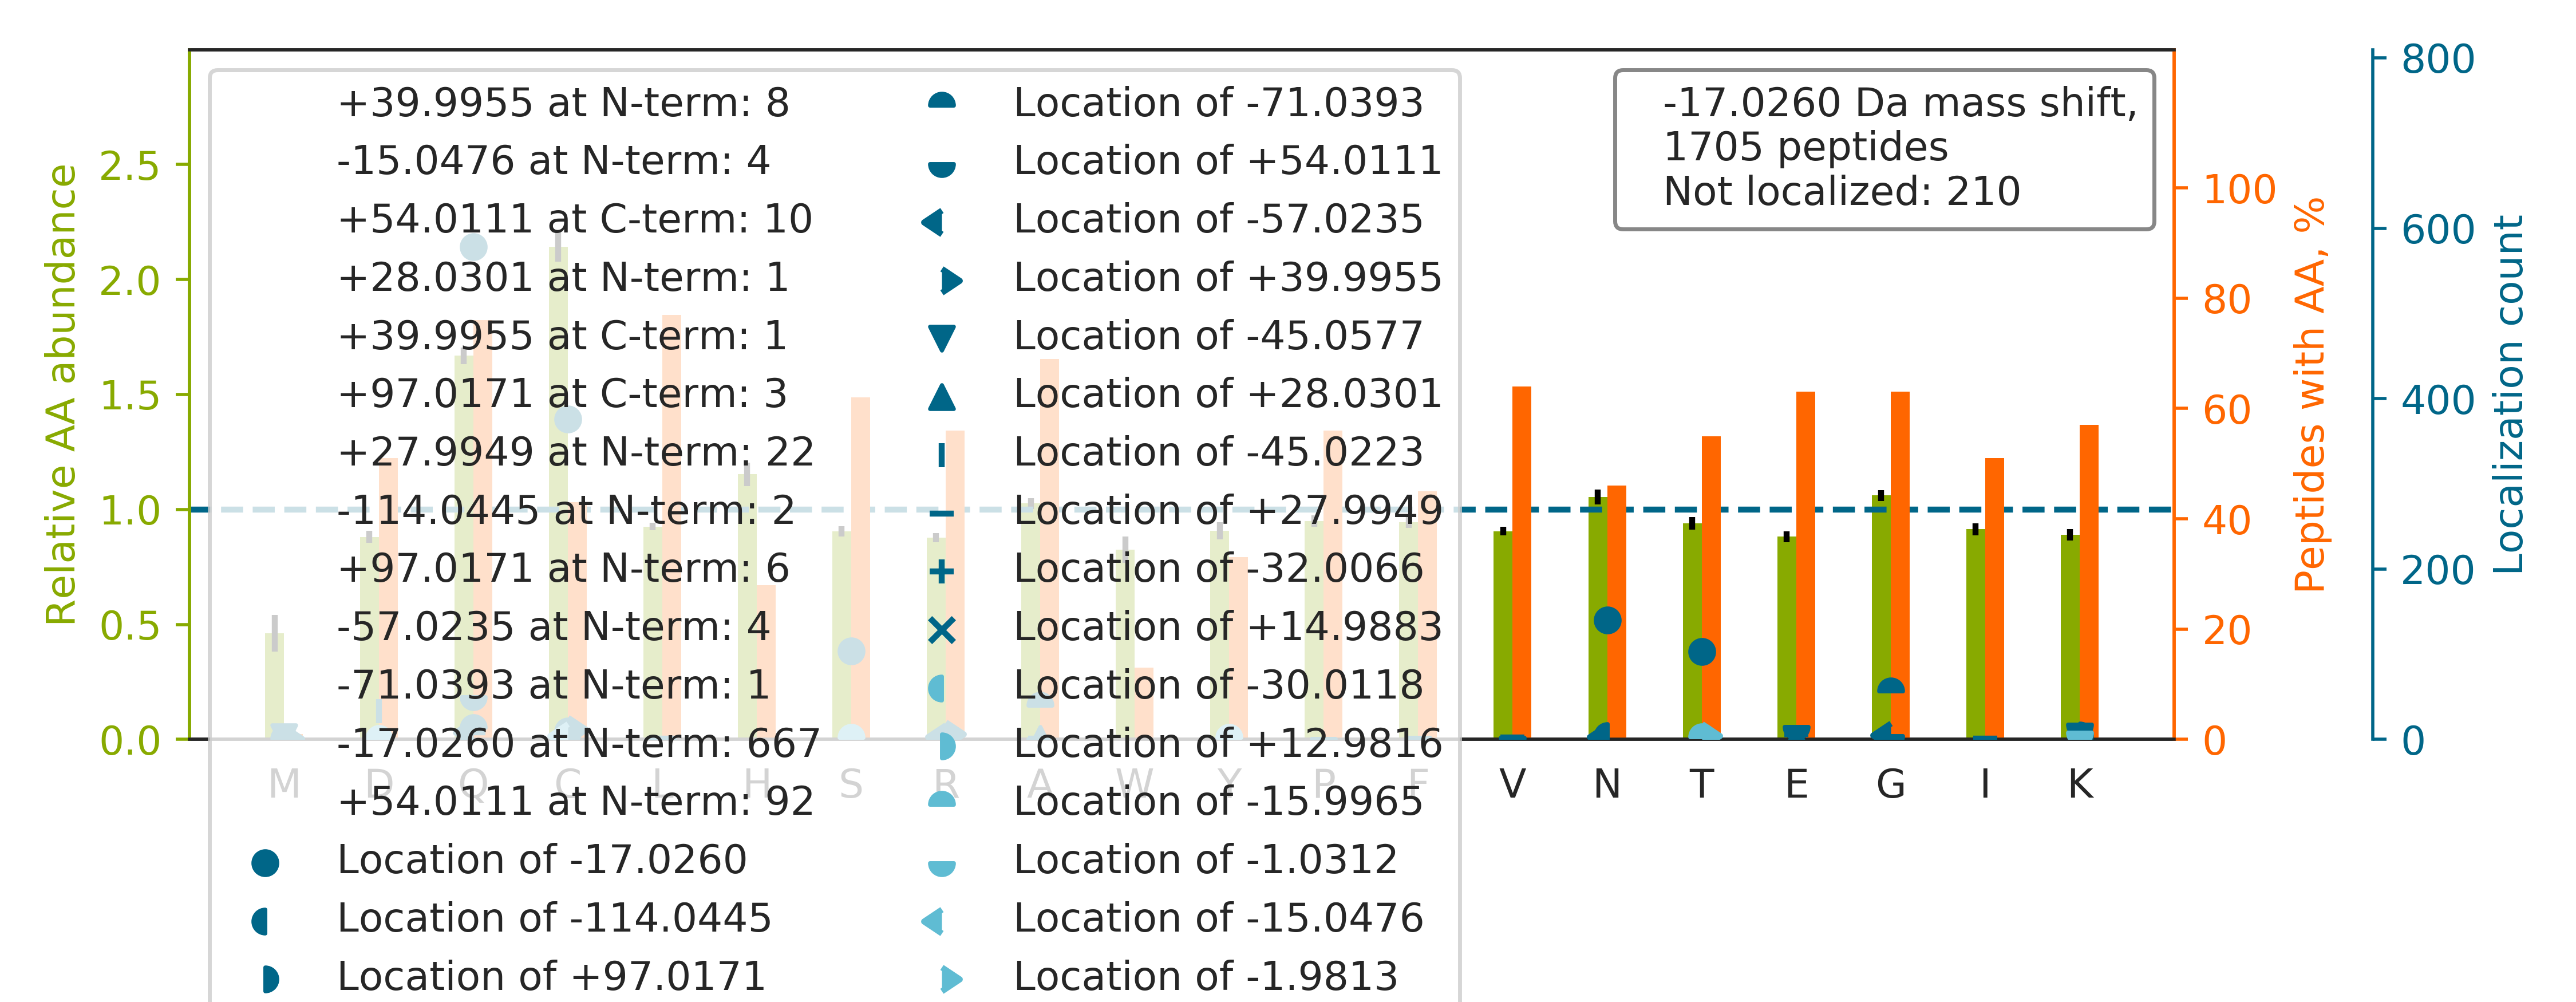 Relative AA abundance
2.5
2.0
1.5
1.0
0.5
0.0
+39.9955 at N-term: 8
-15.0476 at N-term: 4
+54.0111 at C-term: 10
+28.0301 at N-term: 1
+39.9955 at C-term: 1
+97.0171 at C-term: 3
+27.9949 at N-term: 22
-114.0445 at N-term: 2
+97.0171 at N-term: 6
-57.0235 at N-term: 4
-71.0393 at N-term: 1
-17.0260 at N-term: 667
+54.0111 at N-term: 92
Location of -17.0260
Location of -114.0445
Location of +97.0171
Location of -71.0393
Location of +54.0111
Location of -57.0235
Location of +39.9955
Location of -45.0577
Location of +28.0301
Location of -45.0223
Location of +27.9949
Location of -32.0066
Location of +14.9883
Location of -30.0118
Location of +12.9816
Location of -15.9965
Location of -1.0312
Location of -15.0476
Location of -1.9813
-17.0260 Da mass shift,
1705 peptides
Not localized: 210
M D Q C L H S R A W Y P F V N T E G I K
100
80
60
40
20
0
Peptides with AA, %
800
600
400
200
0
Localization count